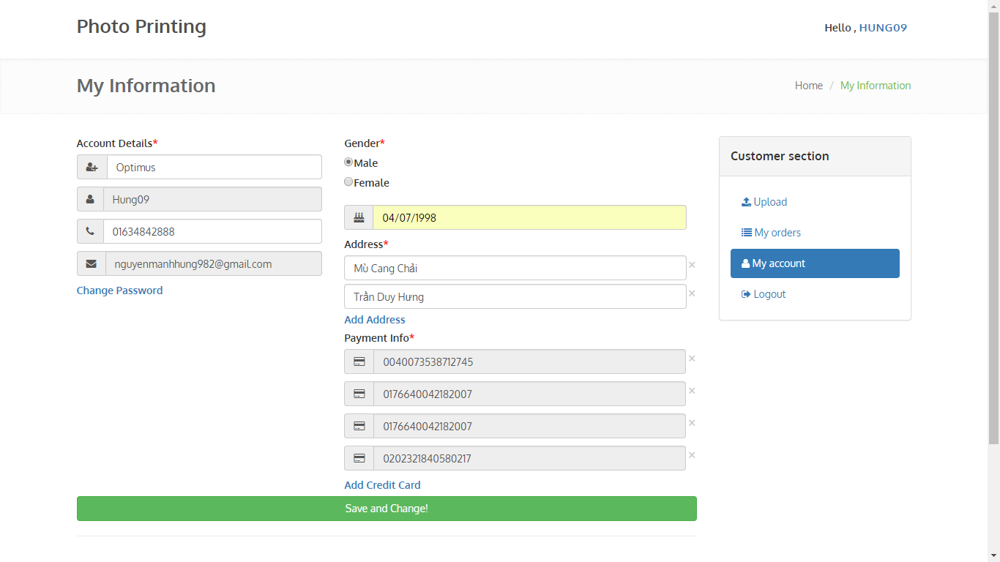 Photo Printing
Hello , HUNG09
My Information
Home / My Information
Account Details*
Optimus
Hung09
01634842888
nguyenmanhhung982@gmail.com
Change Password
Gender*
Male
Female
04/07/1998
Address*
Mù Cang Chải ×
Trần Duy Hưng ×
Add Address
Payment Info*
0040073538712745 ×
0176640042182007 ×
0176640042182007 ×
0202321840580217 ×
Add Credit Card
Save and Change!
Customer section
Upload
My orders
My account
Logout